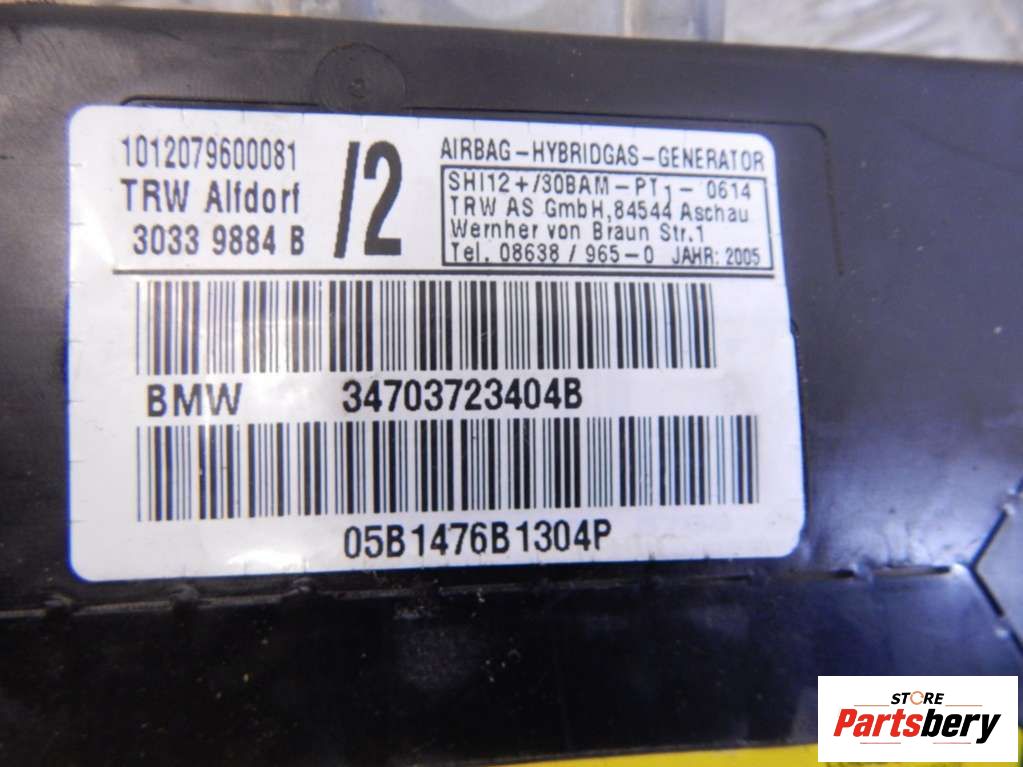 1012079600081
TRW Alfdorf
3033 9884 B
/2
AIRBAG-HYBRIDGAS-GENERATOR
SHI12+/30BAM-PT1-0614
TRW AS GmbH,84544 Aschau
Wernher von Braun Str.1
Tel. 08638 / 965-0 JAHR: 2005
BMW 34703723404B
05B1476B1304P
STORE
Partsbery